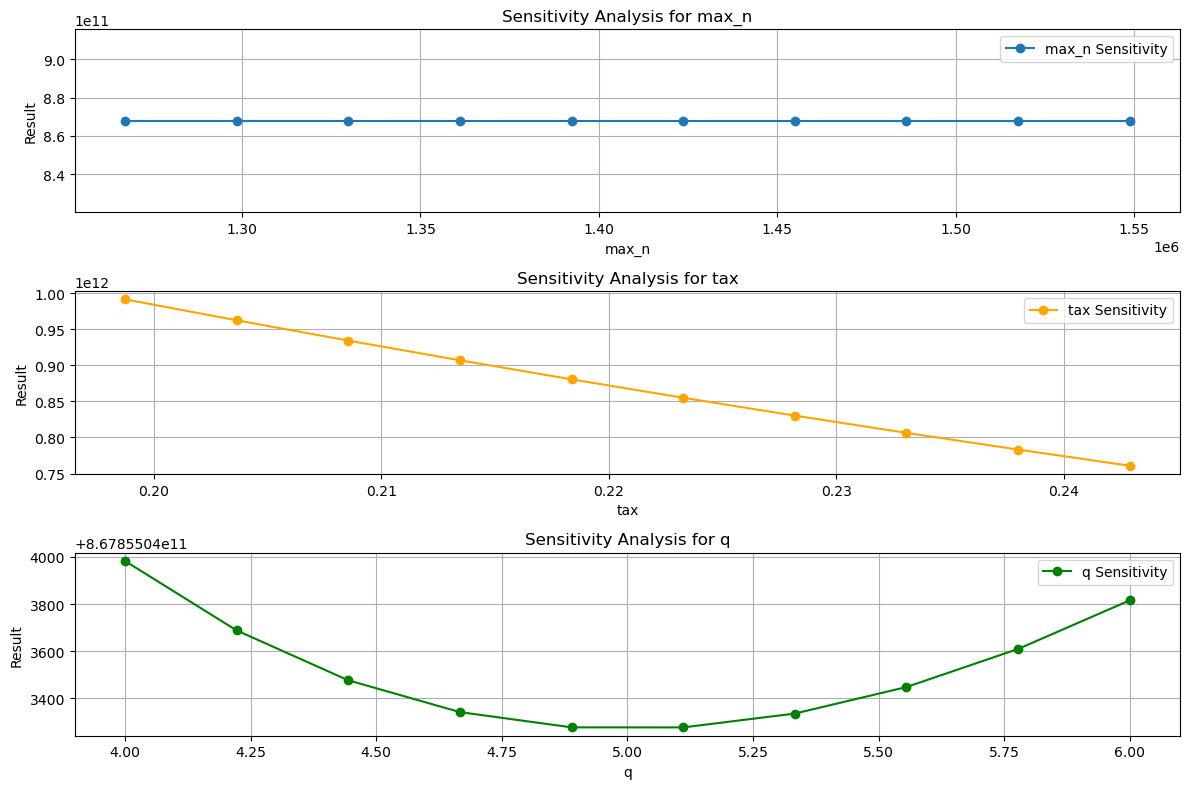 Sensitivity Analysis for max_n
1e11
max_n Sensitivity
9.0
8.8
8.6
8.4
Result
1.30
1.35
1.40
1.45
1.50
1.55
max_n
1e6
Sensitivity Analysis for tax
1e12
tax Sensitivity
1.00
0.95
0.90
0.85
0.80
0.75
Result
0.20
0.21
0.22
0.23
0.24
tax
Sensitivity Analysis for q
+8.6785504e11
q Sensitivity
4000
3800
3600
3400
Result
4.00
4.25
4.50
4.75
5.00
5.25
5.50
5.75
6.00
q